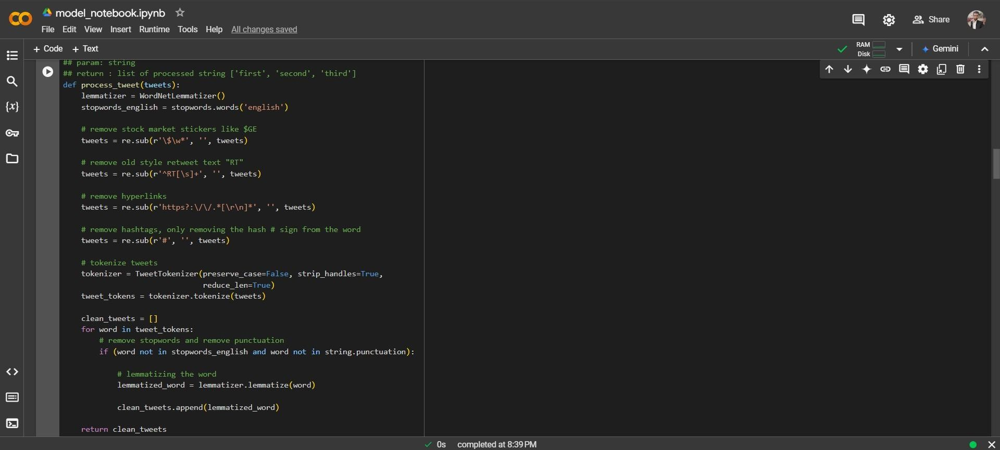 model_notebook.ipynb
File Edit View Insert Runtime Tools Help All changes saved
Share
+ Code + Text
RAM
Disk
Gemini
## param: string
## return : list of processed string ['first', 'second', 'third']
def process_tweet(tweets):
    lemmatizer = WordNetLemmatizer()
    stopwords_english = stopwords.words('english')
    # remove stock market stickers like $GE
    tweets = re.sub(r'\$\w*', '', tweets)
    # remove old style retweet text "RT"
    tweets = re.sub(r'^RT[\s]+', '', tweets)
    # remove hyperlinks
    tweets = re.sub(r'https?:\/\/.*[\r\n]*', '', tweets)
    # remove hashtags, only removing the hash # sign from the word
    tweets = re.sub(r'#', '', tweets)
    # tokenize tweets
    tokenizer = TweetTokenizer(preserve_case=False, strip_handles=True,
                               reduce_len=True)
    tweet_tokens = tokenizer.tokenize(tweets)
    clean_tweets = []
    for word in tweet_tokens:
        # remove stopwords and remove punctuation
        if (word not in stopwords_english and word not in string.punctuation):
            # lemmatizing the word
            lemmatized_word = lemmatizer.lemmatize(word)
            clean_tweets.append(lemmatized_word)
    return clean_tweets
{x}
0s completed at 8:39 PM